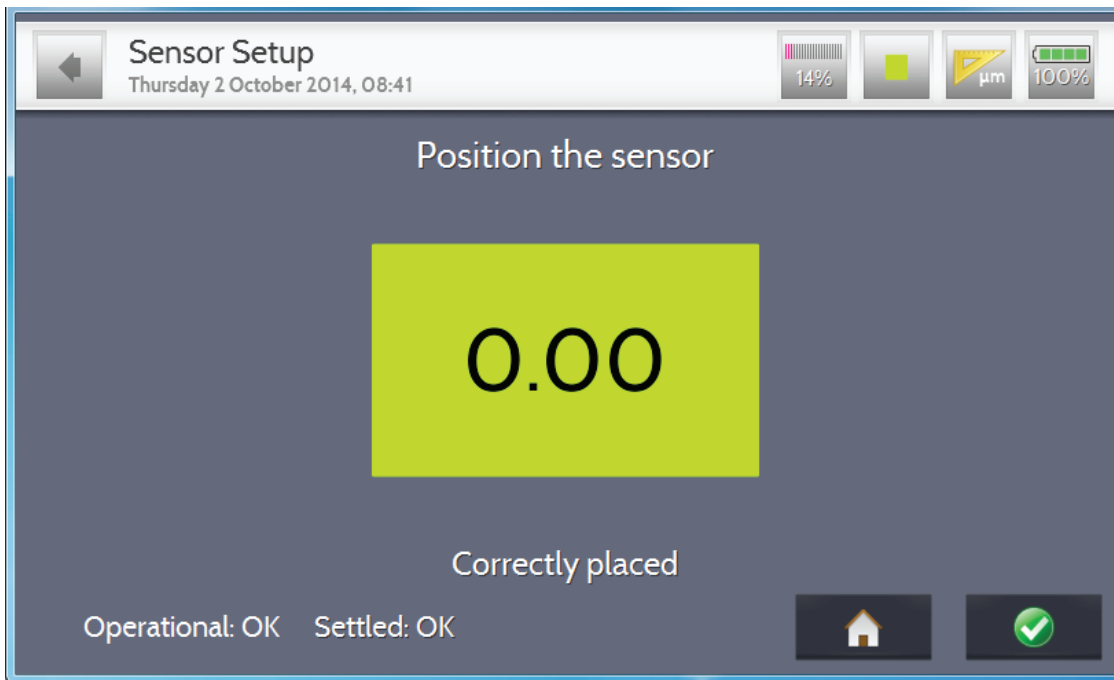 Sensor Setup
Thursday 2 October 2014, 08:41
14%
µm
100%
Position the sensor
0.00
Correctly placed
Operational: OK Settled: OK